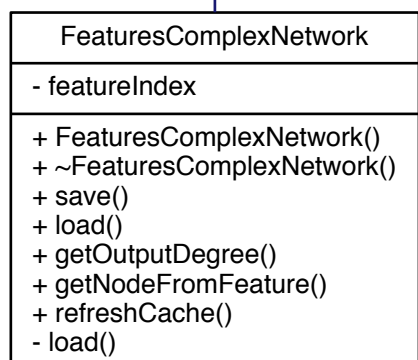 FeaturesComplexNetwork
- featureIndex
+ FeaturesComplexNetwork()
+ ~FeaturesComplexNetwork()
+ save()
+ load()
+ getOutputDegree()
+ getNodeFromFeature()
+ refreshCache()
- load()